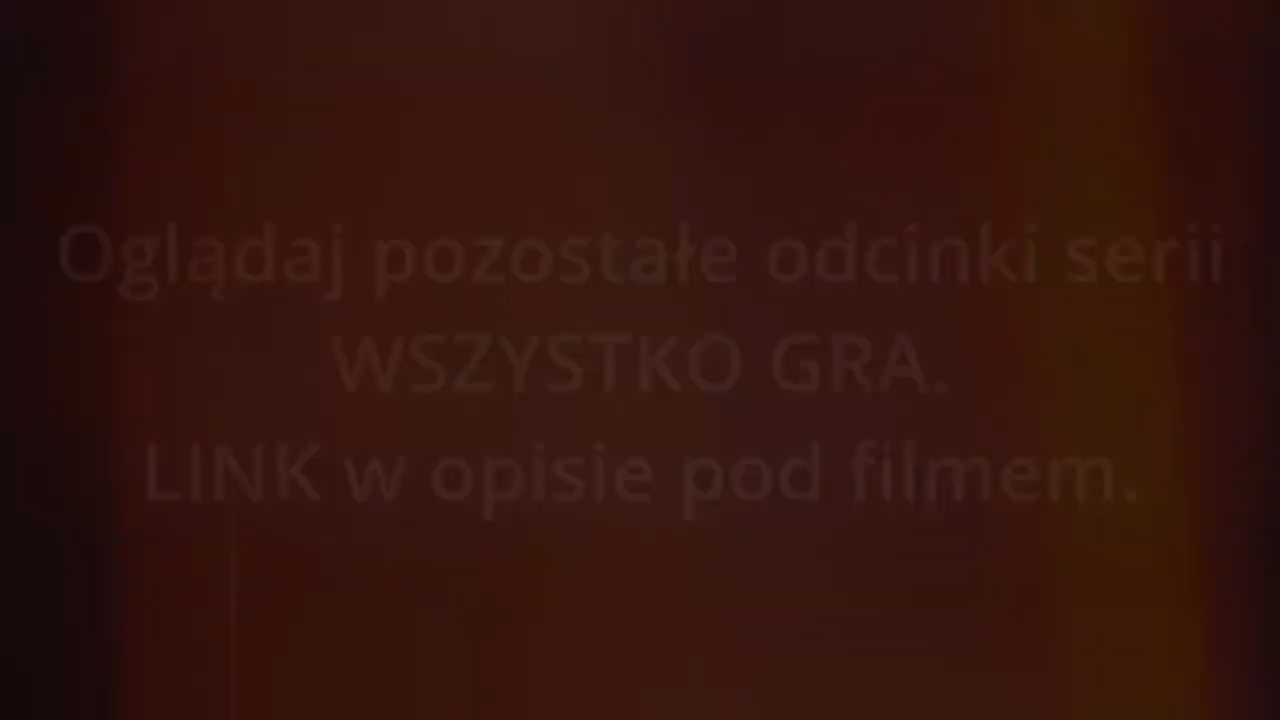 Oglądaj pozostałe odcinki serii
WSZYSTKO GRA.
LINK w opisie pod filmem.